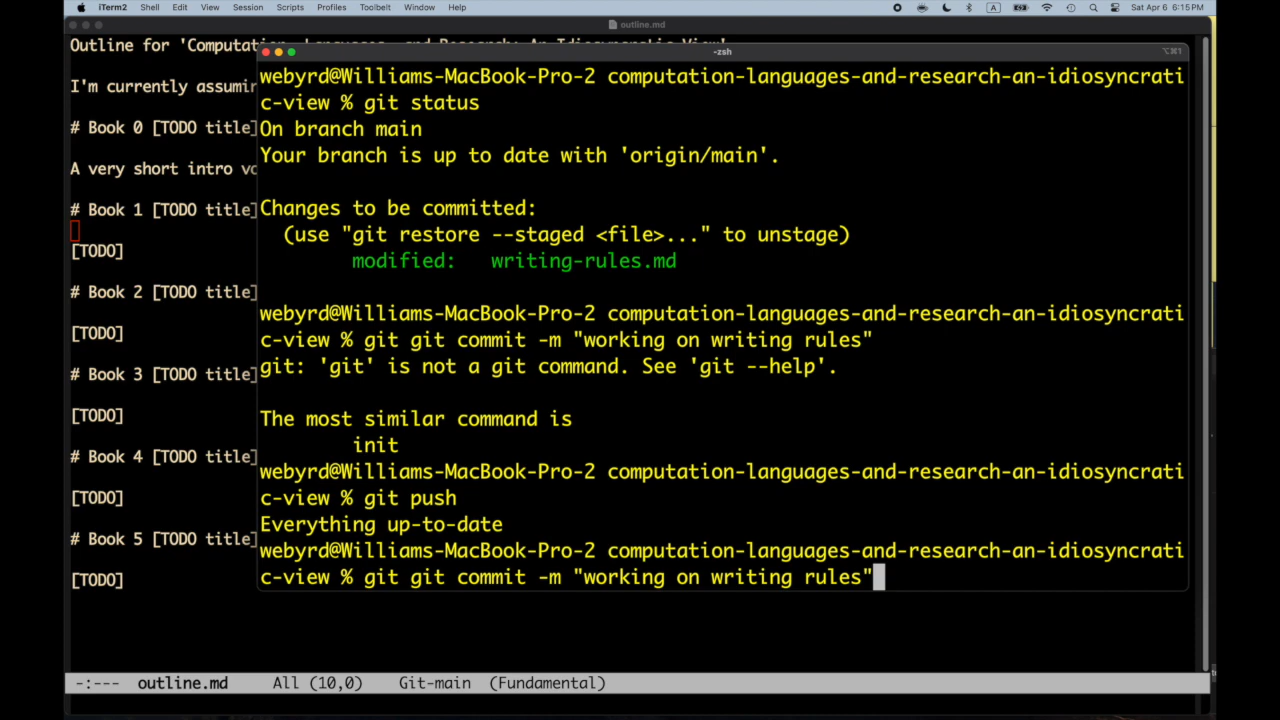 iTerm2 Shell Edit View Session Scripts Profiles Toolbelt Window Help A Sat Apr 6 6:15 PM
outline.md
Outline for 'Computation, Languages, and Research: An Idiosyncratic View'
I'm currently assumin
# Book 0 [TODO title]
A very short intro vo
# Book 1 [TODO title]
[TODO]
# Book 2 [TODO title]
[TODO]
# Book 3 [TODO title]
[TODO]
# Book 4 [TODO title]
[TODO]
# Book 5 [TODO title]
[TODO]
-zsh ⌥⌘1
webyrd@Williams-MacBook-Pro-2 computation-languages-and-research-an-idiosyncrati
c-view % git status
On branch main
Your branch is up to date with 'origin/main'.
Changes to be committed:
(use "git restore --staged <file>..." to unstage)
modified: writing-rules.md
webyrd@Williams-MacBook-Pro-2 computation-languages-and-research-an-idiosyncrati
c-view % git git commit -m "working on writing rules"
git: 'git' is not a git command. See 'git --help'.
The most similar command is
init
webyrd@Williams-MacBook-Pro-2 computation-languages-and-research-an-idiosyncrati
c-view % git push
Everything up-to-date
webyrd@Williams-MacBook-Pro-2 computation-languages-and-research-an-idiosyncrati
c-view % git git commit -m "working on writing rules"
-:--- outline.md All (10,0) Git-main (Fundamental)